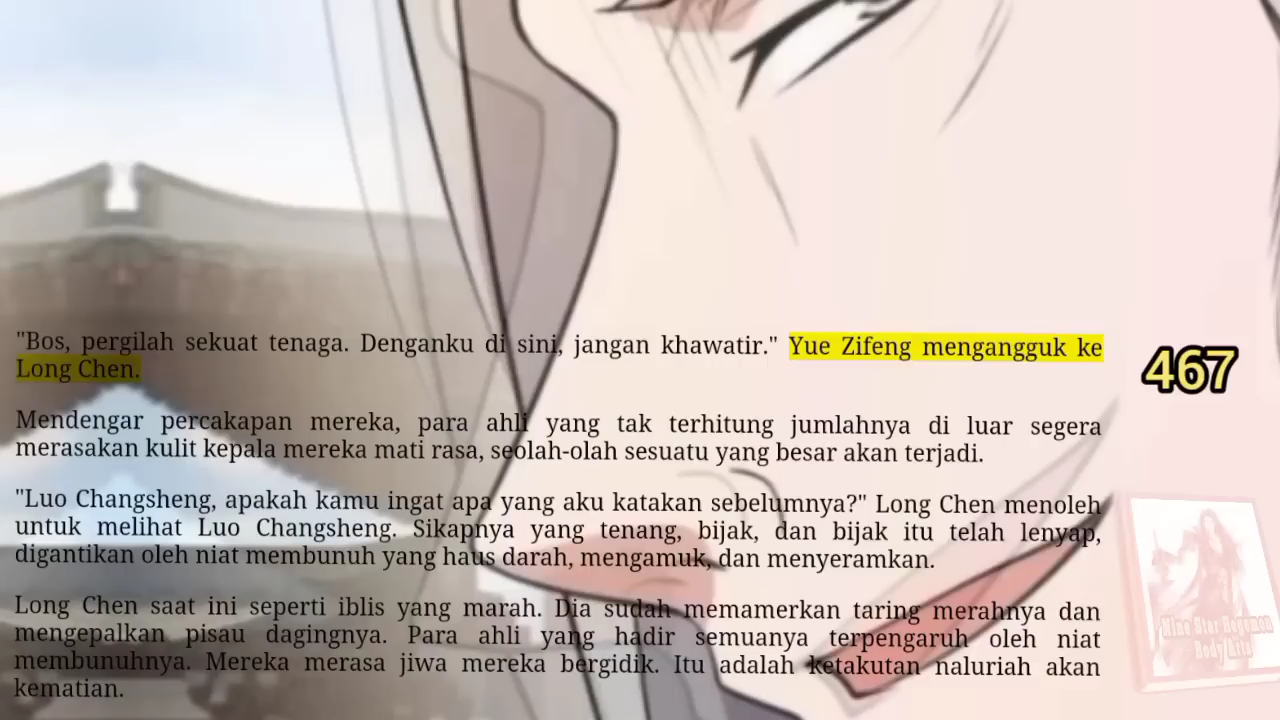 "Bos, pergilah sekuat tenaga. Denganku di sini, jangan khawatir." Yue Zifeng mengangguk ke
Long Chen.
Mendengar percakapan mereka, para ahli yang tak terhitung jumlahnya di luar segera
merasakan kulit kepala mereka mati rasa, seolah-olah sesuatu yang besar akan terjadi.
"Luo Changsheng, apakah kamu ingat apa yang aku katakan sebelumnya?" Long Chen menoleh
untuk melihat Luo Changsheng. Sikapnya yang tenang, bijak, dan bijak itu telah lenyap,
digantikan oleh niat membunuh yang haus darah, mengamuk, dan menyeramkan.
Long Chen saat ini seperti iblis yang marah. Dia sudah memamerkan taring merahnya dan
mengepalkan pisau dagingnya. Para ahli yang hadir semuanya terpengaruh oleh niat
membunuhnya. Mereka merasa jiwa mereka bergidik. Itu adalah ketakutan naluriah akan
kematian.
467
Nine Star Hegemon
Body Arts